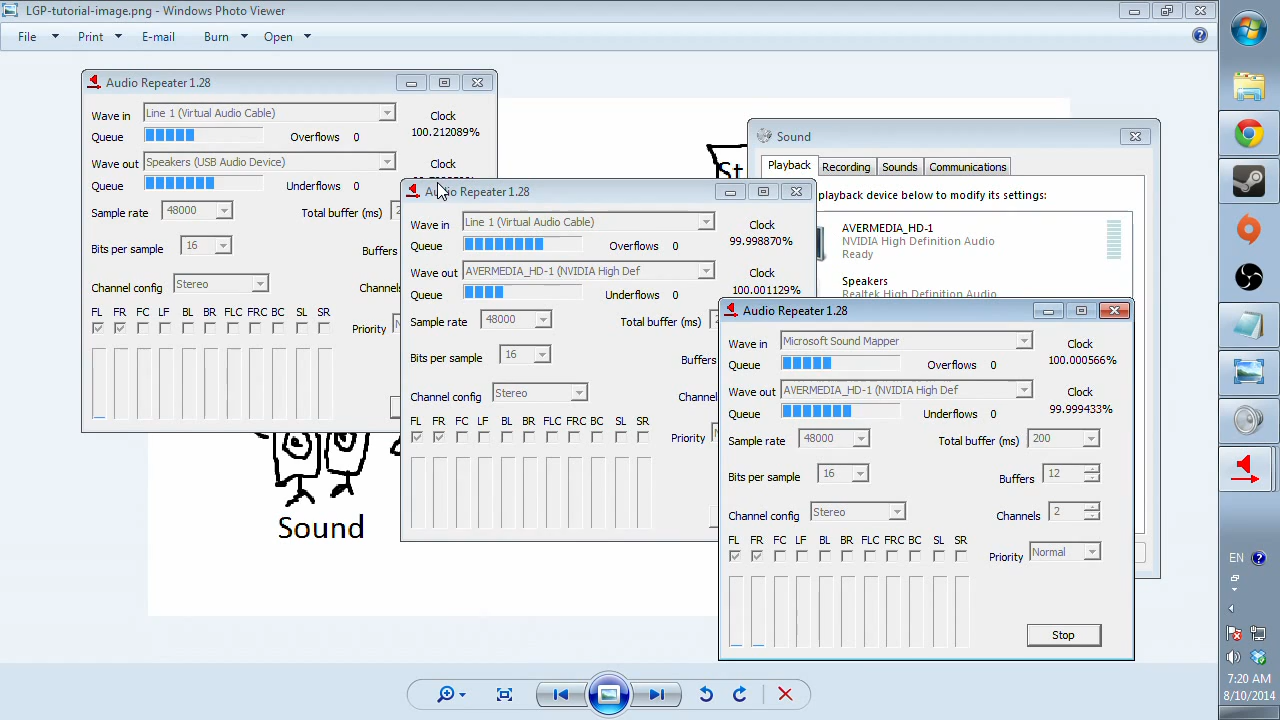 LGP-tutorial-image.png - Windows Photo Viewer
File Print E-mail Burn Open
Audio Repeater 1.28
Wave in Line 1 (Virtual Audio Cable) Clock
Queue Overflows 0 100.212089%
Wave out Speakers (USB Audio Device) Clock
Queue Underflows 0
Sample rate 48000 Total buffer (ms) 2
Bits per sample 16 Buffers
Channel config Stereo Channels
FL FR FC LF BL BR FLC FRC BC SL SR
Priority
Sound
St
Audio Repeater 1.28
Wave in Line 1 (Virtual Audio Cable) Clock
Queue Overflows 0 99.998870%
Wave out AVERMEDIA_HD-1 (NVIDIA High Def Clock
Queue Underflows 0 100.001129%
Sample rate 48000 Total buffer (ms) 2
Bits per sample 16 Buffers
Channel config Stereo Channel
FL FR FC LF BL BR FLC FRC BC SL SR
Priority
Sound
Playback Recording Sounds Communications
playback device below to modify its settings:
AVERMEDIA_HD-1
NVIDIA High Definition Audio
Ready
Speakers
Realtek High Definition Audio
Audio Repeater 1.28
Wave in Microsoft Sound Mapper Clock
Queue Overflows 0 100.000566%
Wave out AVERMEDIA_HD-1 (NVIDIA High Def Clock
Queue Underflows 0 99.999433%
Sample rate 48000 Total buffer (ms) 200
Bits per sample 16 Buffers 12
Channel config Stereo Channels 2
FL FR FC LF BL BR FLC FRC BC SL SR
Priority Normal
Stop
EN
7:20 AM
8/10/2014